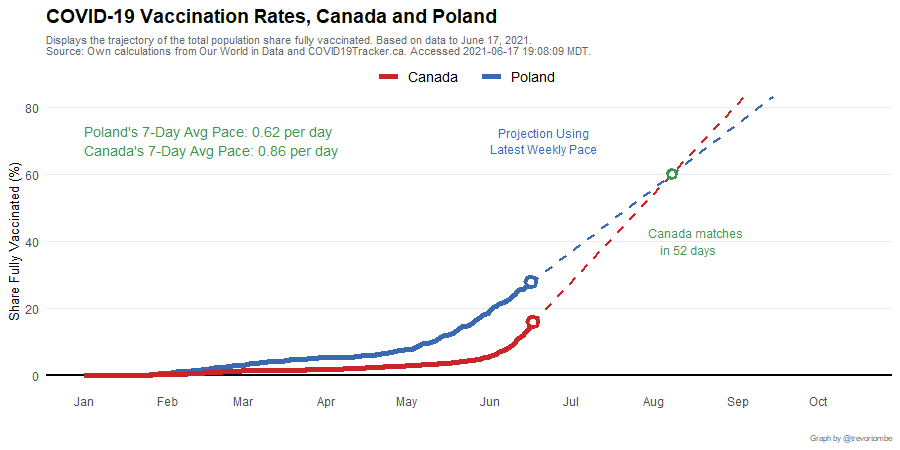 COVID-19 Vaccination Rates, Canada and Poland
Displays the trajectory of the total population share fully vaccinated. Based on data to June 17, 2021.
Source: Own calculations from Our World in Data and COVID19Tracker.ca. Accessed 2021-06-17 19:08:09 MDT.
Canada Poland
80
Poland's 7-Day Avg Pace: 0.62 per day
Canada's 7-Day Avg Pace: 0.86 per day
Projection Using
Latest Weekly Pace
60
Canada matches
in 52 days
40
20
0
Share Fully Vaccinated (%)
Jan Feb Mar Apr May Jun Jul Aug Sep Oct
Graph by @trevortombe